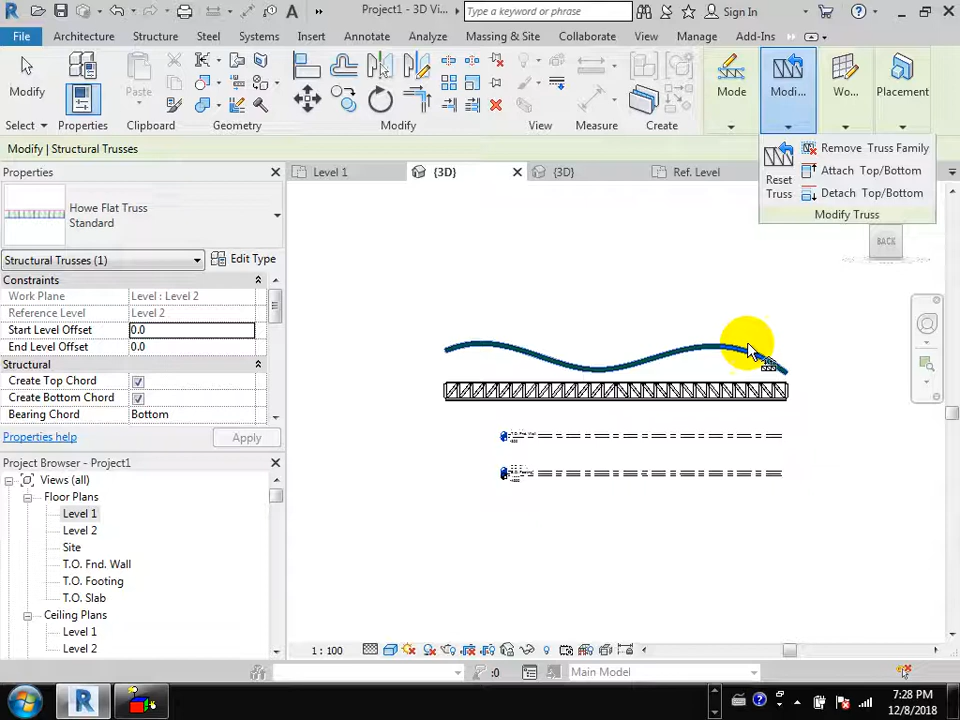 Project1 - 3D Vi...
Type a keyword or phrase
Sign In
File
Architecture
Structure
Steel
Systems
Insert
Annotate
Analyze
Massing & Site
Collaborate
View
Manage
Add-Ins
Modify
Paste
Mode
Modi...
Wo...
Placement
Select
Properties
Clipboard
Geometry
Modify
View
Measure
Create
Modify | Structural Trusses
Reset
Truss
Remove Truss Family
Attach Top/Bottom
Detach Top/Bottom
Modify Truss
Properties
Level 1
(3D)
{3D}
Ref. Level
Howe Flat Truss
Standard
BACK
Structural Trusses (1)
Edit Type
Constraints
Work Plane
Level : Level 2
Reference Level
Level 2
Start Level Offset
0.0
End Level Offset
0.0
Structural
Create Top Chord
Create Bottom Chord
Bearing Chord
Bottom
Properties help
Apply
Project Browser - Project1
Views (all)
Floor Plans
Level 1
Level 2
Site
T.O. Fnd. Wall
T.O. Footing
T.O. Slab
Ceiling Plans
Level 1
Level 2
1 : 100
:0
Main Model
7:28 PM
12/8/2018